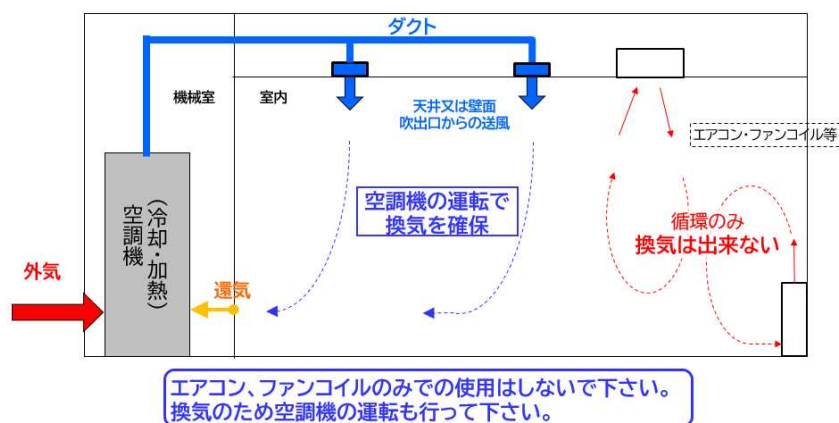 ダクト
機械室
室内
天井又は壁面
吹出口からの送風
エアコン・ファンコイル等
空調機
(冷却・加熱)
空調機の運転で
換気を確保
循環のみ
換気は出来ない
外気
還気
エアコン、ファンコイルのみでの使用はしないで下さい。
換気のため空調機の運転も行って下さい。